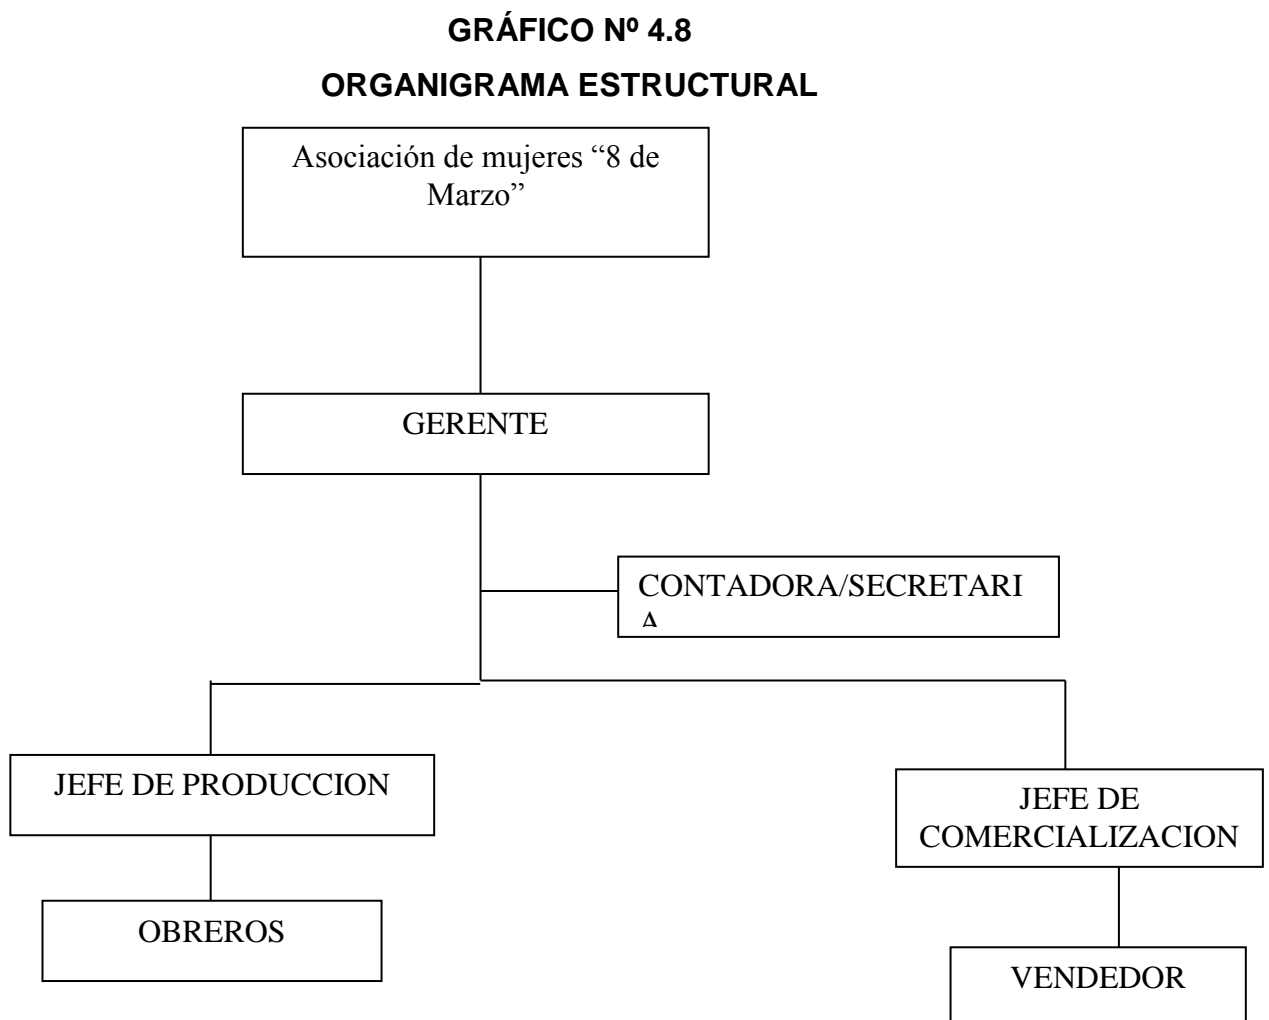 GRÁFICO Nº 4.8
ORGANIGRAMA ESTRUCTURAL
Asociación de mujeres “8 de
Marzo”
GERENTE
CONTADORA/SECRETARI
A
JEFE DE PRODUCCION
JEFE DE
COMERCIALIZACION
OBREROS
VENDEDOR